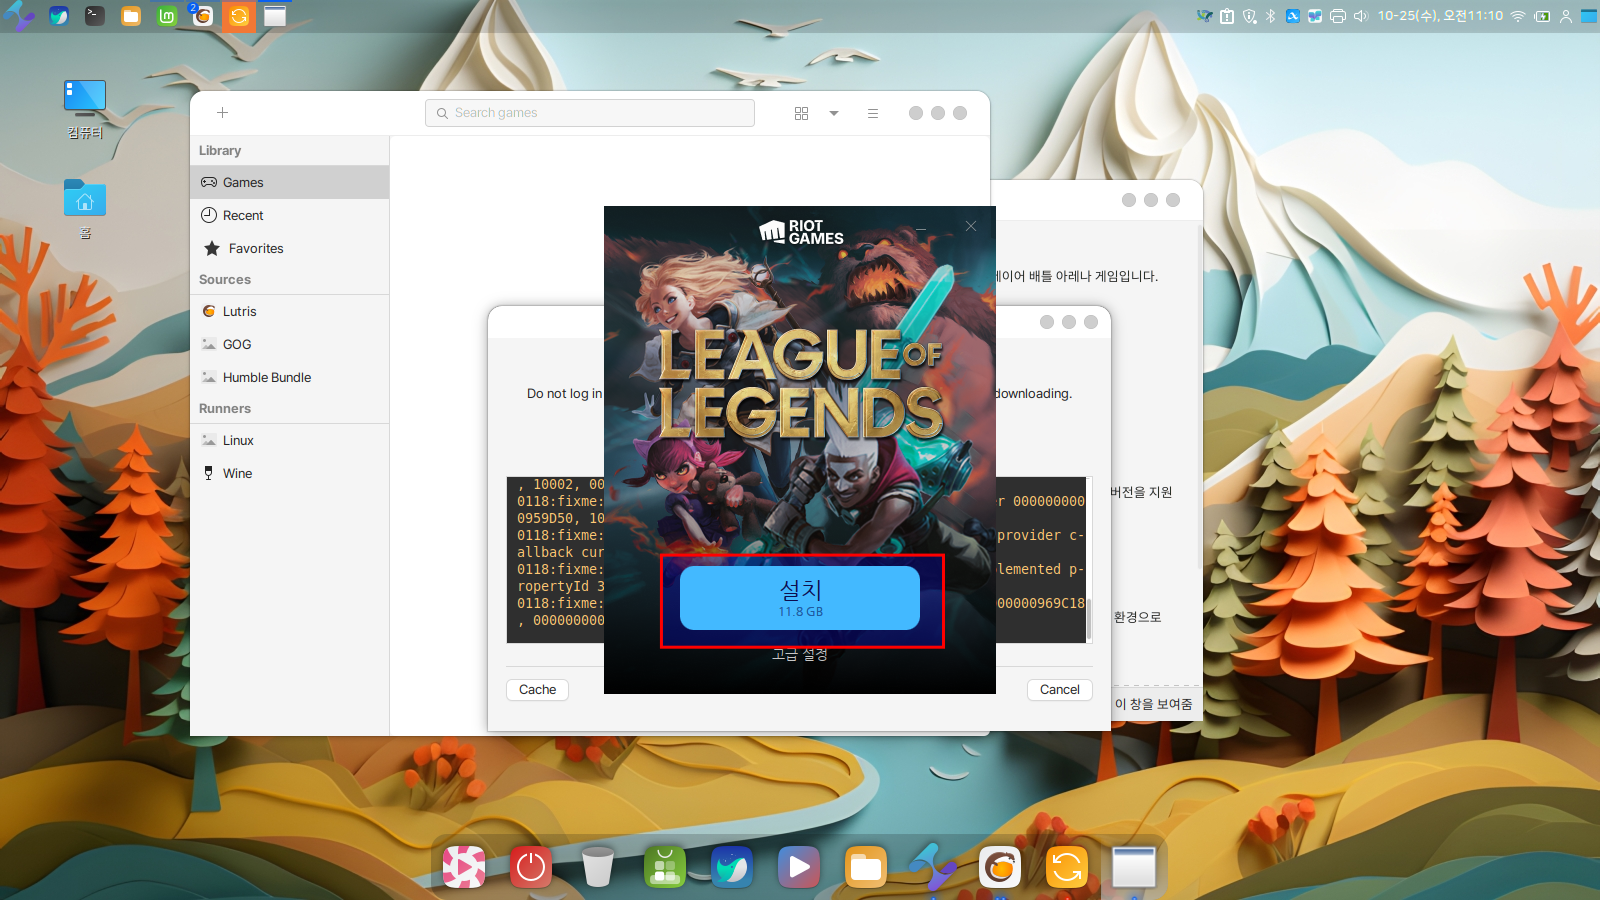 2
10-25(수), 오전11:10
컴퓨터
홈
Search games
Library
Games
Recent
Favorites
Sources
Lutris
GOG
Humble Bundle
Runners
Linux
Wine
RIOT
GAMES
LEAGUE OF
LEGENDS
설치
11.8 GB
고급 설정
레이어 배틀 아레나 게임입니다.
Do not log in
downloading.
, 10002, 00
0118:fixme: er 000000000
0959D50, 10
0118:fixme: provider c-
allback cur
0118:fixme: plemented p-
ropertyId 3
0118:fixme: 000000969C18
, 000000000
Cache
Cancel
버전을 지원
환경으로
이 창을 보여줌